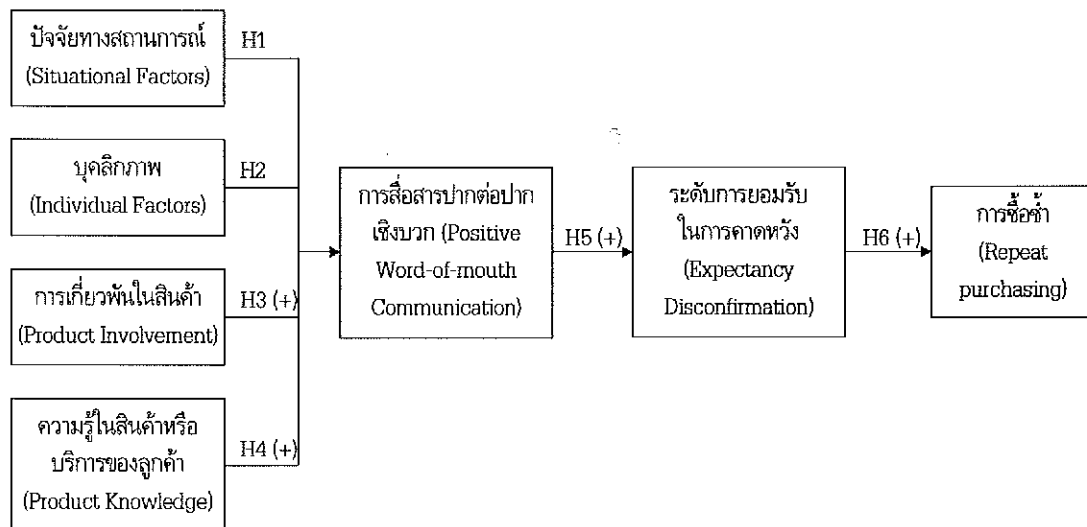 ปัจจัยทางสถานการณ์
(Situational Factors)
H1
บุคลิกภาพ
(Individual Factors)
H2
การเกี่ยวพันในสินค้า
(Product Involvement)
H3 (+)
ความรู้ในสินค้าหรือ
บริการของลูกค้า
(Product Knowledge)
H4 (+)
การสื่อสารปากต่อปาก
เชิงบวก (Positive
Word-of-mouth
Communication)
H5 (+)
ระดับการยอมรับ
ในการคาดหวัง
(Expectancy
Disconfirmation)
H6 (+)
การซื้อซ้ำ
(Repeat
purchasing)